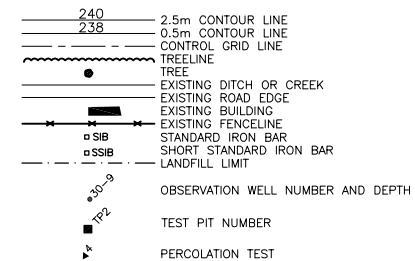 240 2.5m CONTOUR LINE
238 0.5m CONTOUR LINE
CONTROL GRID LINE
TREELINE
TREE
EXISTING DITCH OR CREEK
EXISTING ROAD EDGE
EXISTING BUILDING
EXISTING FENCELINE
SIB STANDARD IRON BAR
SSIB SHORT STANDARD IRON BAR
LANDFILL LIMIT
30-9 OBSERVATION WELL NUMBER AND DEPTH
TP2 TEST PIT NUMBER
4 PERCOLATION TEST